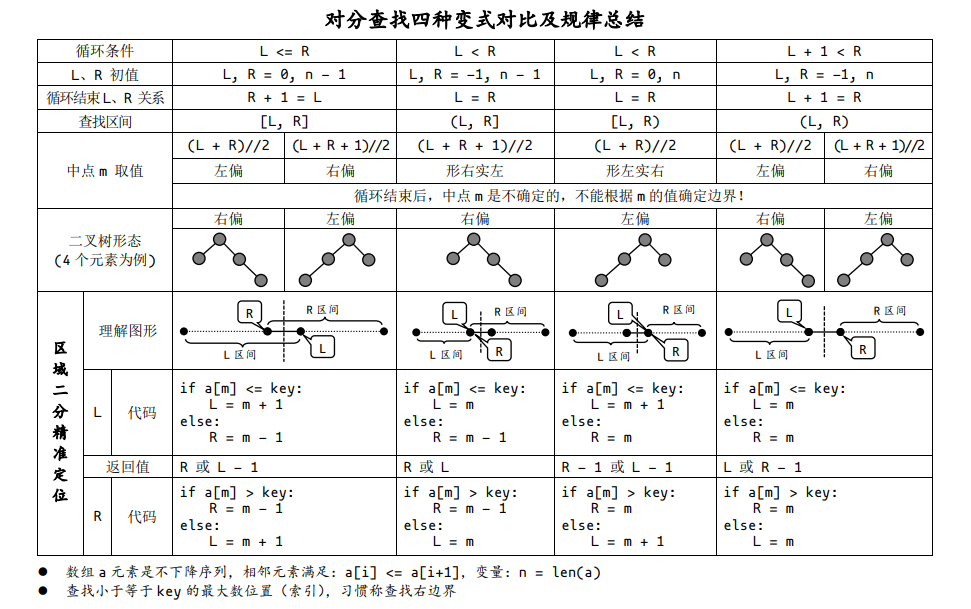 对分查找四种变式对比及规律总结
循环条件 L <= R L < R L < R L + 1 < R
L、R 初值 L, R = 0, n - 1 L, R = -1, n - 1 L, R = 0, n L, R = -1, n
循环结束 L、R 关系 R + 1 = L L = R L = R L + 1 = R
查找区间 [L, R] (L, R] [L, R) (L, R)
中点 m 取值 (L + R)//2 (L + R + 1)//2 (L + R + 1)//2 (L + R)//2 (L + R)//2 (L + R + 1)//2
左偏 右偏 形右实左 形左实右 左偏 右偏
循环结束后，中点 m 是不确定的，不能根据 m 的值确定边界！
二叉树形态
(4 个元素为例)
右偏 左偏 右偏 左偏 右偏 左偏
区域二分精准定位
理解图形
R R 区间 L 区间 L
L R 区间 L 区间 R
L R 区间 L 区间 R
L R 区间 L 区间 R
L 代码
if a[m] <= key: if a[m] <= key: if a[m] <= key: if a[m] <= key:
L = m + 1 L = m L = m + 1 L = m
else: else: else: else:
R = m - 1 R = m - 1 R = m R = m
返回值 R 或 L - 1 R 或 L R - 1 或 L - 1 L 或 R - 1
R 代码
if a[m] > key: if a[m] > key: if a[m] > key: if a[m] > key:
R = m - 1 R = m - 1 R = m R = m
else: else: else: else:
L = m + 1 L = m L = m + 1 L = m
● 数组 a 元素是不下降序列，相邻元素满足：a[i] <= a[i+1]，变量：n = len(a)
● 查找小于等于 key 的最大数位置（索引），习惯称查找右边界